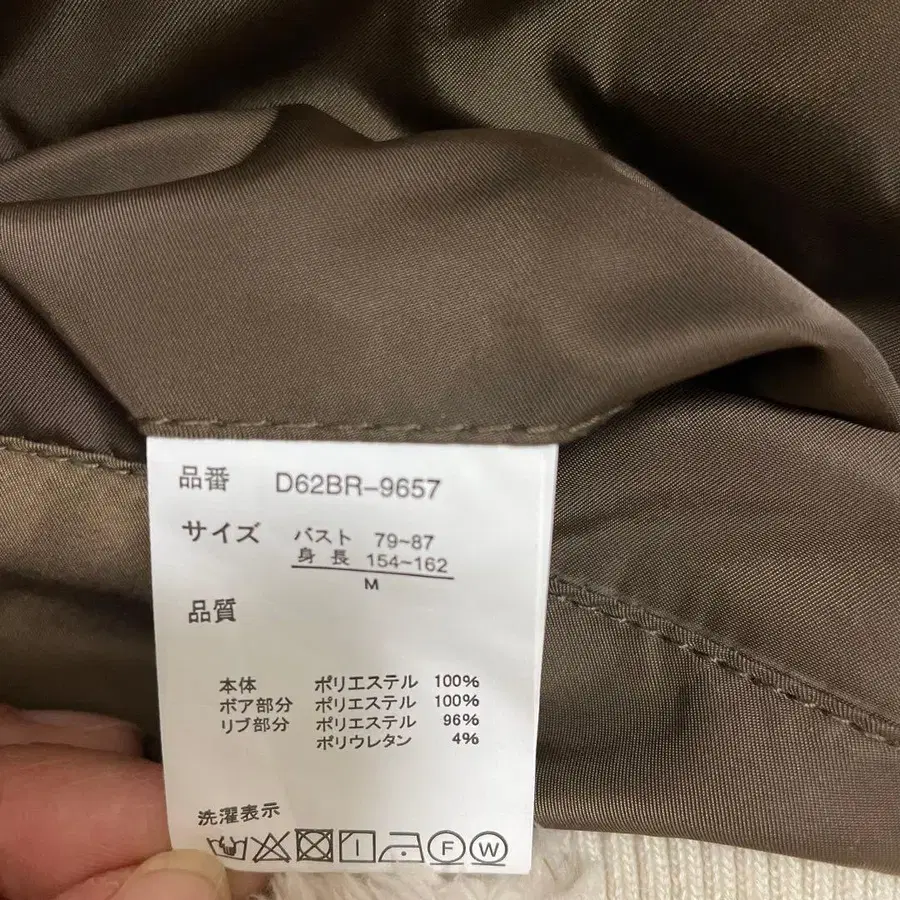 品番 D62BR-9657
サイズ バスト 79~87
身長 154~162
M
品質
本体 ポリエステル 100%
ボア部分 ポリエステル 100%
リブ部分 ポリエステル 96%
ポリウレタン 4%
洗濯表示
F W